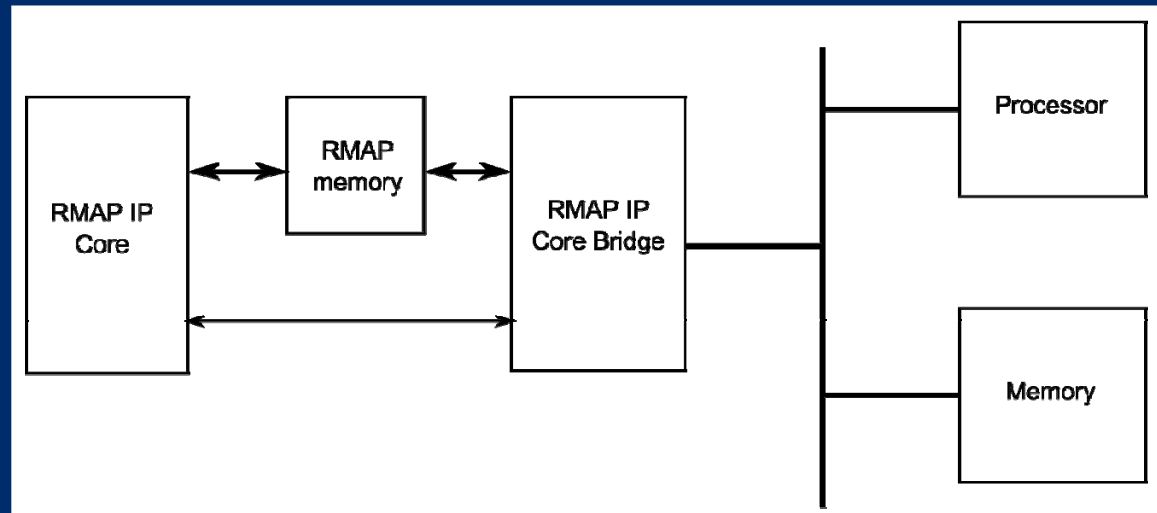 RMAP IP
Core
RMAP
memory
RMAP IP
Core Bridge
Processor
Memory